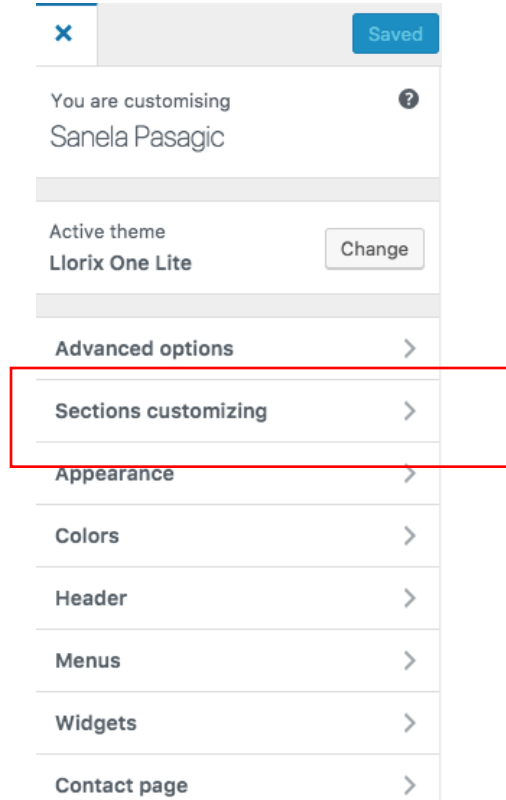 Saved
You are customising
Sanela Pasagic
Active theme
Llorix One Lite
Change
Advanced options
Sections customizing
Appearance
Colors
Header
Menus
Widgets
Contact page